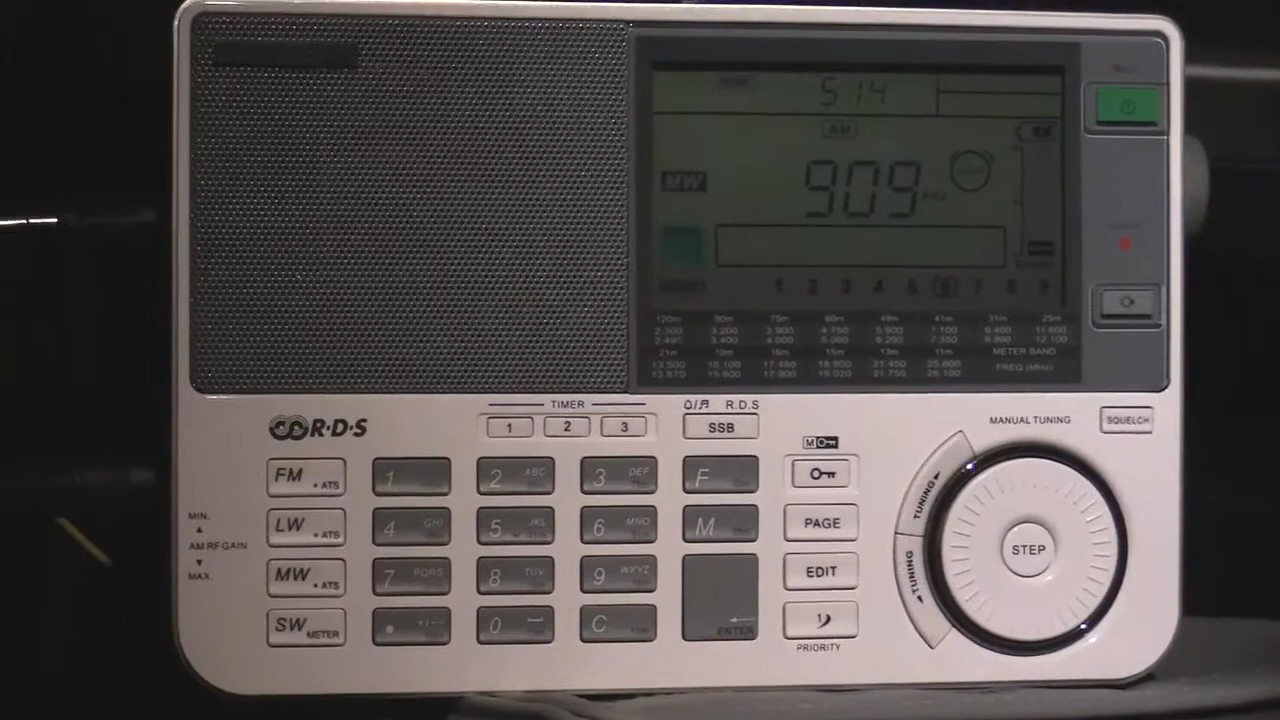 S14
AM
MW
909
kHz
1 2 3 4 5 6 7 8 9
120m 90m 75m 60m 49m 41m 31m 25m
2.300 3.200 3.900 4.750 5.900 7.100 9.400 11.600
2.495 3.400 4.000 5.060 6.200 7.350 9.990 12.100
21m 19m 16m 15m 13m 11m METER BAND
13.500 15.100 17.480 18.900 21.450 25.600 FREQ.(MHz)
13.870 15.800 17.900 19.020 21.750 26.100
R·D·S
TIMER
1 2 3
R.D.S
SSB
MANUAL TUNING
SQUELCH
M
FM • ATS
1
2 ABC
3 DEF
F
TUNING
MIN.
AM RF GAIN
MAX.
LW • ATS
4 GHI
5 JKL
6 MNO
M
PAGE
STEP
MW • ATS
7 PQRS
8 TUV
9 WXYZ
EDIT
TUNING
SW METER
0
C
ENTER
PRIORITY